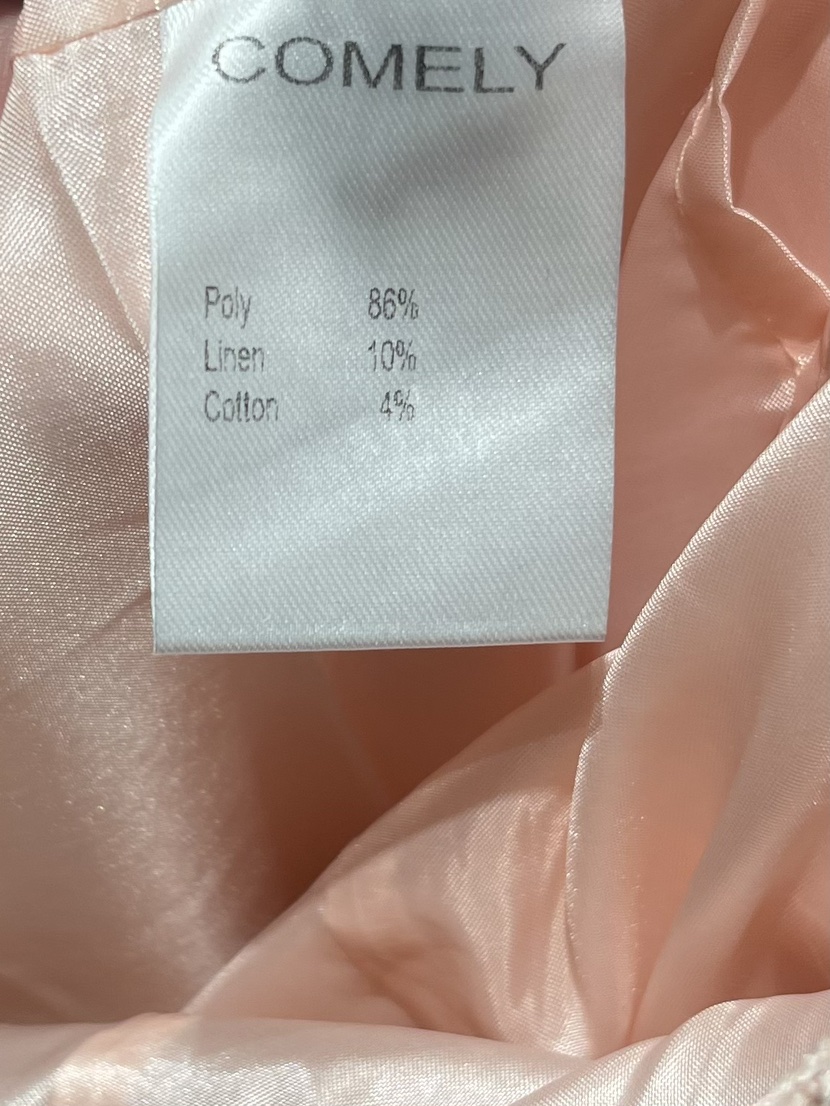 COMELY
Poly 86%
Linen 10%
Cotton 4%